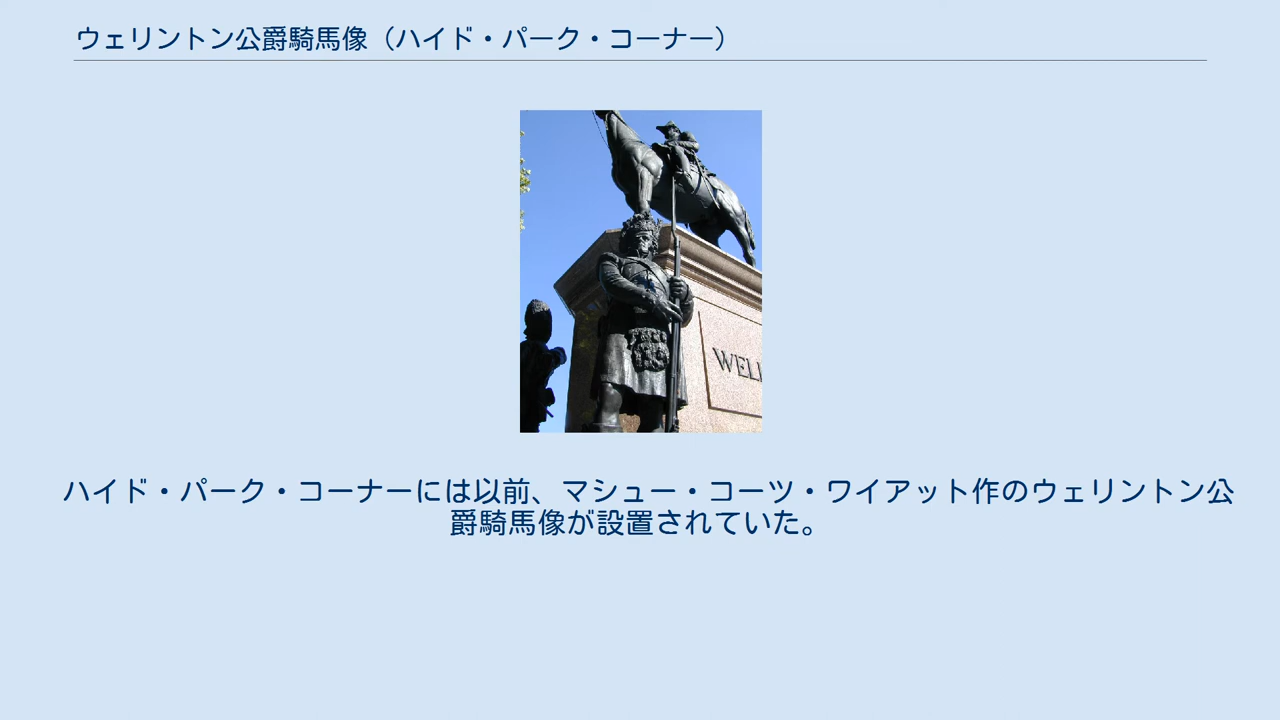 ウェリントン公爵騎馬像（ハイド・パーク・コーナー）
WEL
ハイド・パーク・コーナーには以前、マシュー・コーツ・ワイアット作のウェリントン公
爵騎馬像が設置されていた。